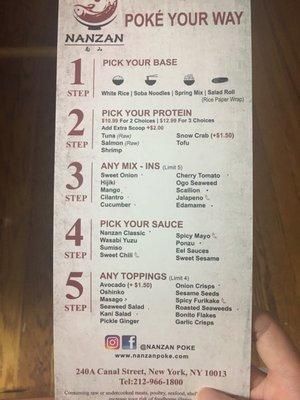 NANZAN
POKÉ YOUR WAY
1
STEP
PICK YOUR BASE
White Rice | Soba Noodles | Spring Mix | Salad Roll
(Rice Paper Wrap)
2
STEP
PICK YOUR PROTEIN
$10.99 For 2 Choices | $12.99 For 3 Choices
Add Extra Scoop +$2.00
Tuna (Raw)
Salmon (Raw)
Shrimp
Snow Crab (+$1.50)
Tofu
3
STEP
ANY MIX - INS (Limit 5)
Sweet Onion
Hijiki
Mango
Cilantro
Cucumber
Cherry Tomato
Ogo Seaweed
Scallion
Jalapeno
Edamame
4
STEP
PICK YOUR SAUCE
Nanzan Classic
Wasabi Yuzu
Sumiso
Sweet Chili
Spicy Mayo
Ponzu
Eel Sauces
Sweet Sesame
5
STEP
ANY TOPPINGS (Limit 4)
Avocado (+ $1.50)
Oshinko
Masago
Seaweed Salad
Kani Salad
Pickle Ginger
Onion Crisps
Sesame Seeds
Spicy Furikake
Roasted Seaweeds
Bonito Flakes
Garlic Crisps
@NANZAN POKE
www.nanzanpoke.com
240A Canal Street, New York, NY 10013
Tel:212-966-1800
Consuming raw or undercooked meats, poultry, seafood,